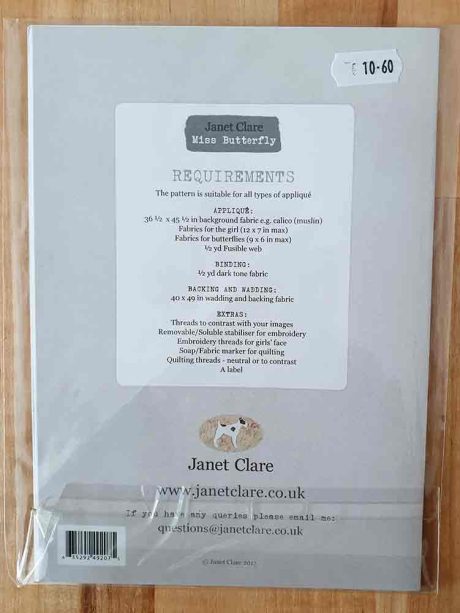 £ 10-60
Janet Clare
Miss Butterfly
REQUIREMENTS
The pattern is suitable for all types of appliqué
APPLIQUÉ:
36 ½ x 45 ½ in background fabric e.g. calico (muslin)
Fabrics for the girl (12 x 7 in max)
Fabrics for butterflies (9 x 6 in max)
½ yd Fusible web
BINDING:
½ yd dark tone fabric
BACKING AND WADDING:
40 x 49 in wadding and backing fabric
EXTRAS:
Threads to contrast with your images
Removable/Soluble stabiliser for embroidery
Embroidery threads for girls' face
Soap/Fabric marker for quilting
Quilting threads - neutral or to contrast
A label
Janet Clare
www.janetclare.co.uk
If you have any queries please email me:
questions@janetclare.co.uk
© Janet Clare 2017